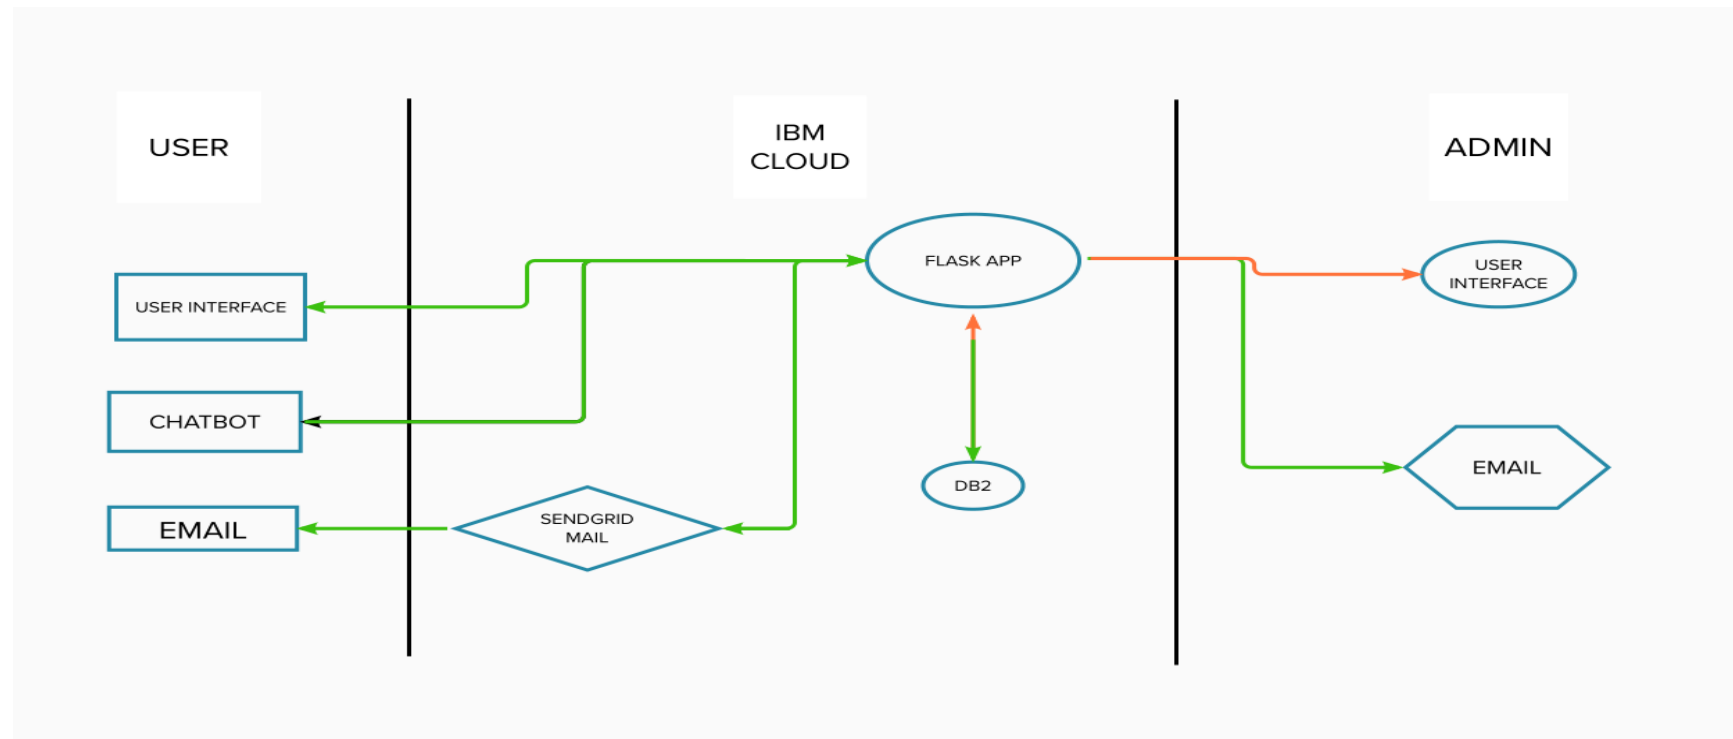 USER
IBM
CLOUD
ADMIN
FLASK APP
USER
INTERFACE
USER INTERFACE
CHATBOT
EMAIL
DB2
SENDGRID
MAIL
EMAIL